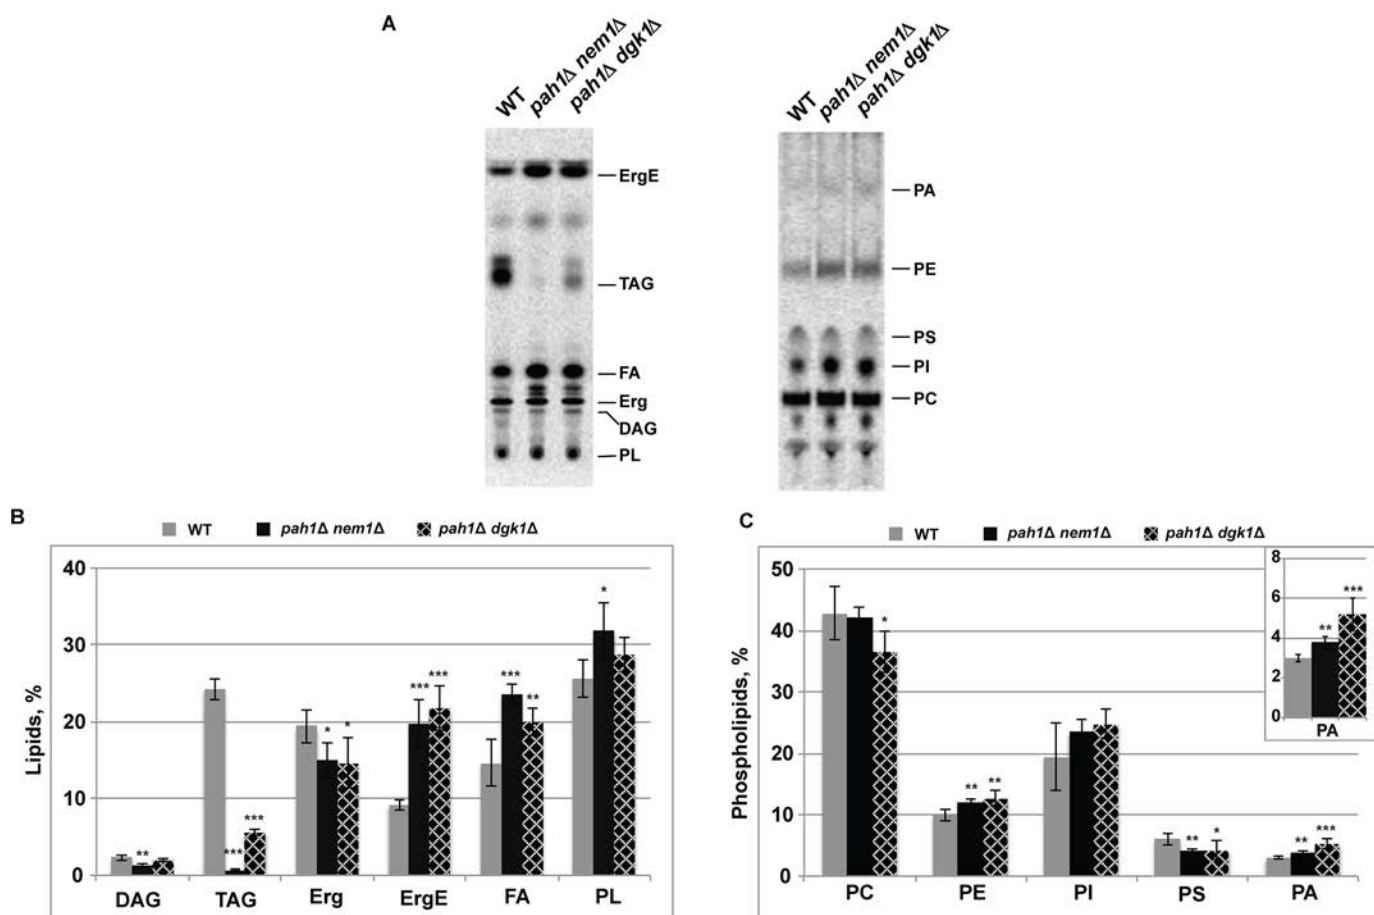 A
WT
pah1Δ nem1Δ
pah1Δ dgk1Δ
ErgE
TAG
FA
Erg
DAG
PL
WT
pah1Δ nem1Δ
pah1Δ dgk1Δ
PA
PE
PS
PI
PC
B
WT pah1Δ nem1Δ pah1Δ dgk1Δ
Lipids, %
40
30
20
10
0
** *** *** * * *** *** *** ** *
DAG TAG Erg ErgE FA PL
C
WT pah1Δ nem1Δ pah1Δ dgk1Δ
Phospholipids, %
50
40
30
20
10
0
* ** ** ** * ** ***
PC PE PI PS PA
8
6
4
2
0
** ***
PA